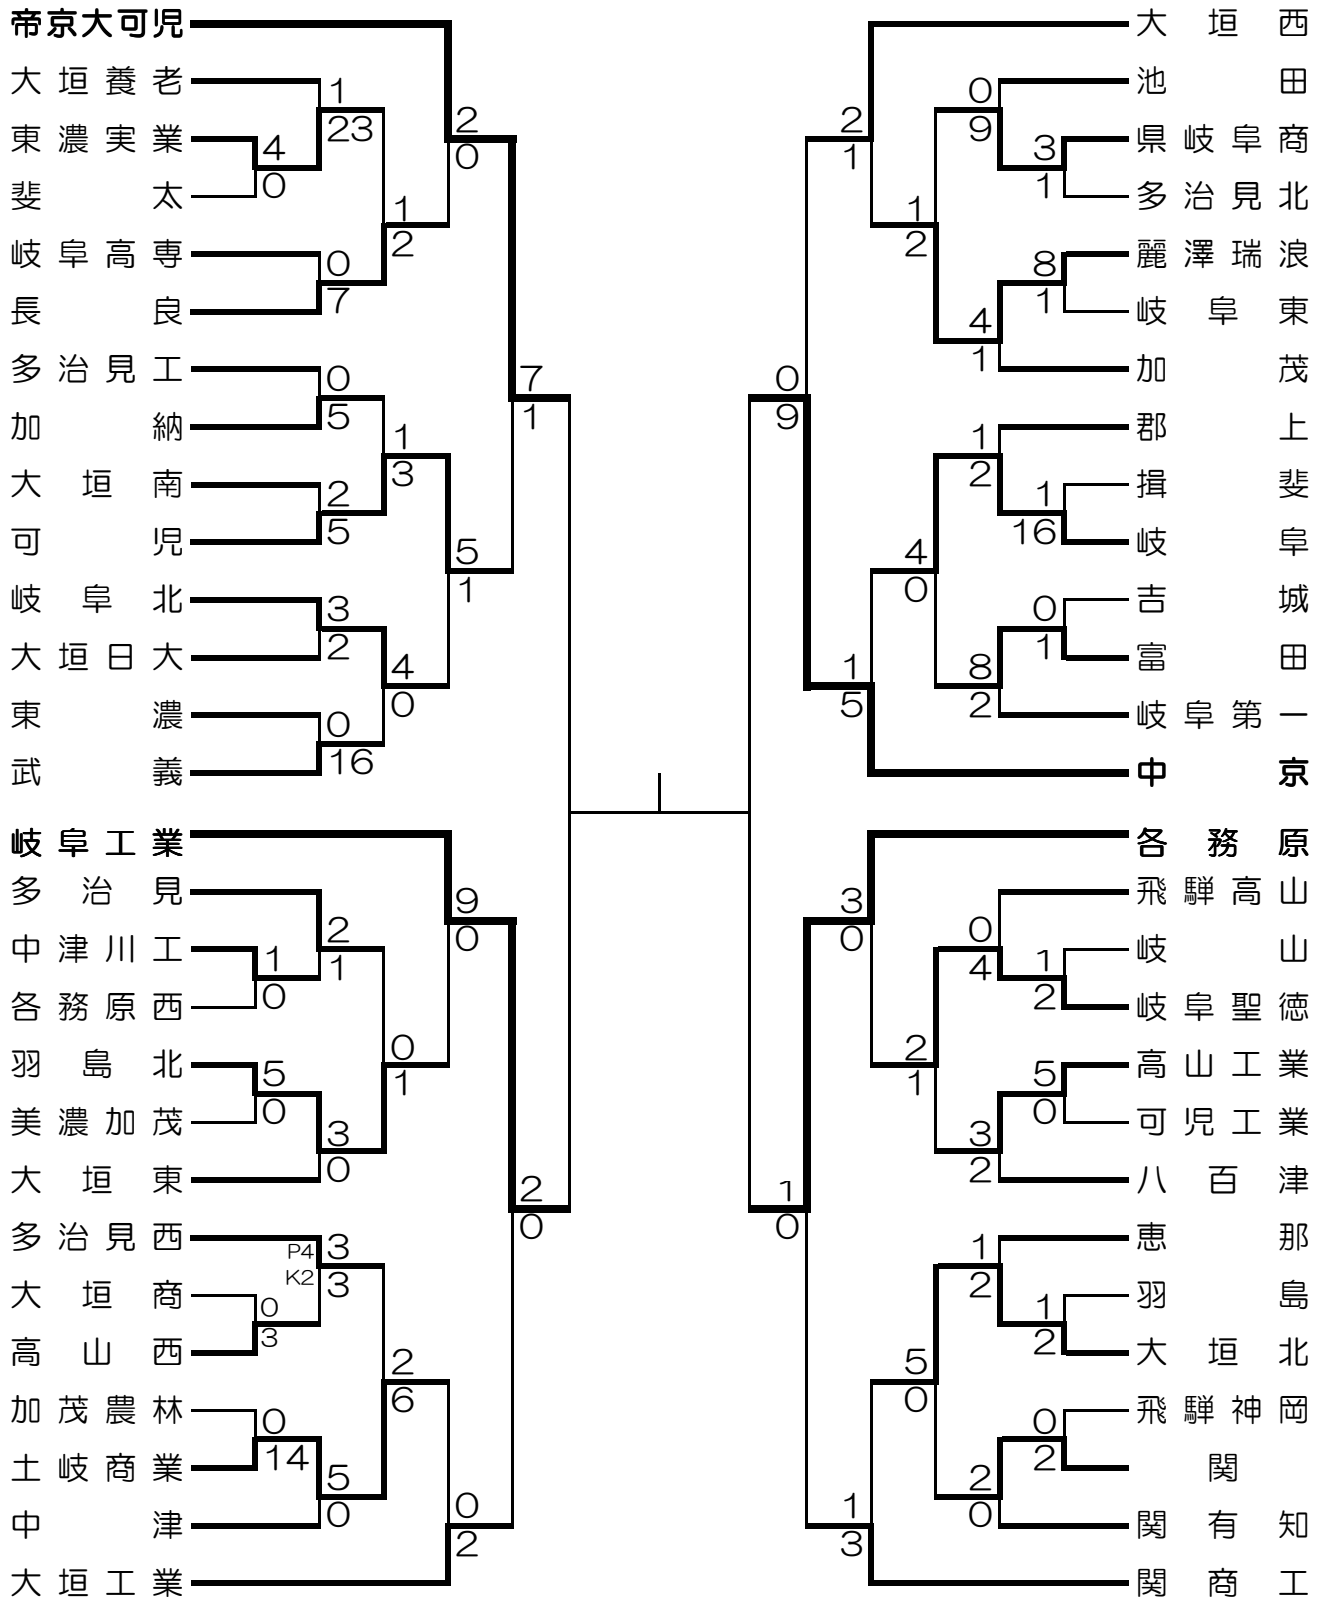 帝京大可児
大垣養老
東濃実業
斐太
岐阜高専
長良
多治見工
加納
大垣南
可児
岐阜北
大垣日大
東濃
武義
岐阜工業
多治見
中津川工
各務原西
羽島北
美濃加茂
大垣東
多治見西
大垣商
高山西
加茂農林
土岐商業
中津
大垣工業
4
0
1
0
5
0
0
3
0
14
1
23
0
7
0
5
2
5
3
2
0
16
2
1
3
0
P4
K2
3
3
5
0
1
2
1
3
4
0
0
1
2
6
2
0
5
1
9
0
0
2
7
1
2
0
0
9
1
0
2
1
1
5
3
0
1
3
1
2
4
0
2
1
5
0
0
9
4
1
1
2
8
2
0
4
3
2
1
2
2
0
3
1
8
1
1
16
0
1
1
2
5
0
1
2
0
2
大垣西
池田
県岐阜商
多治見北
麗澤瑞浪
岐阜東
加茂
郡上
揖斐
岐阜
吉城
富田
岐阜第一
中京
各務原
飛騨高山
岐山
岐阜聖徳
高山工業
可児工業
八百津
恵那
羽島
大垣北
飛騨神岡
関
関有知
関商工